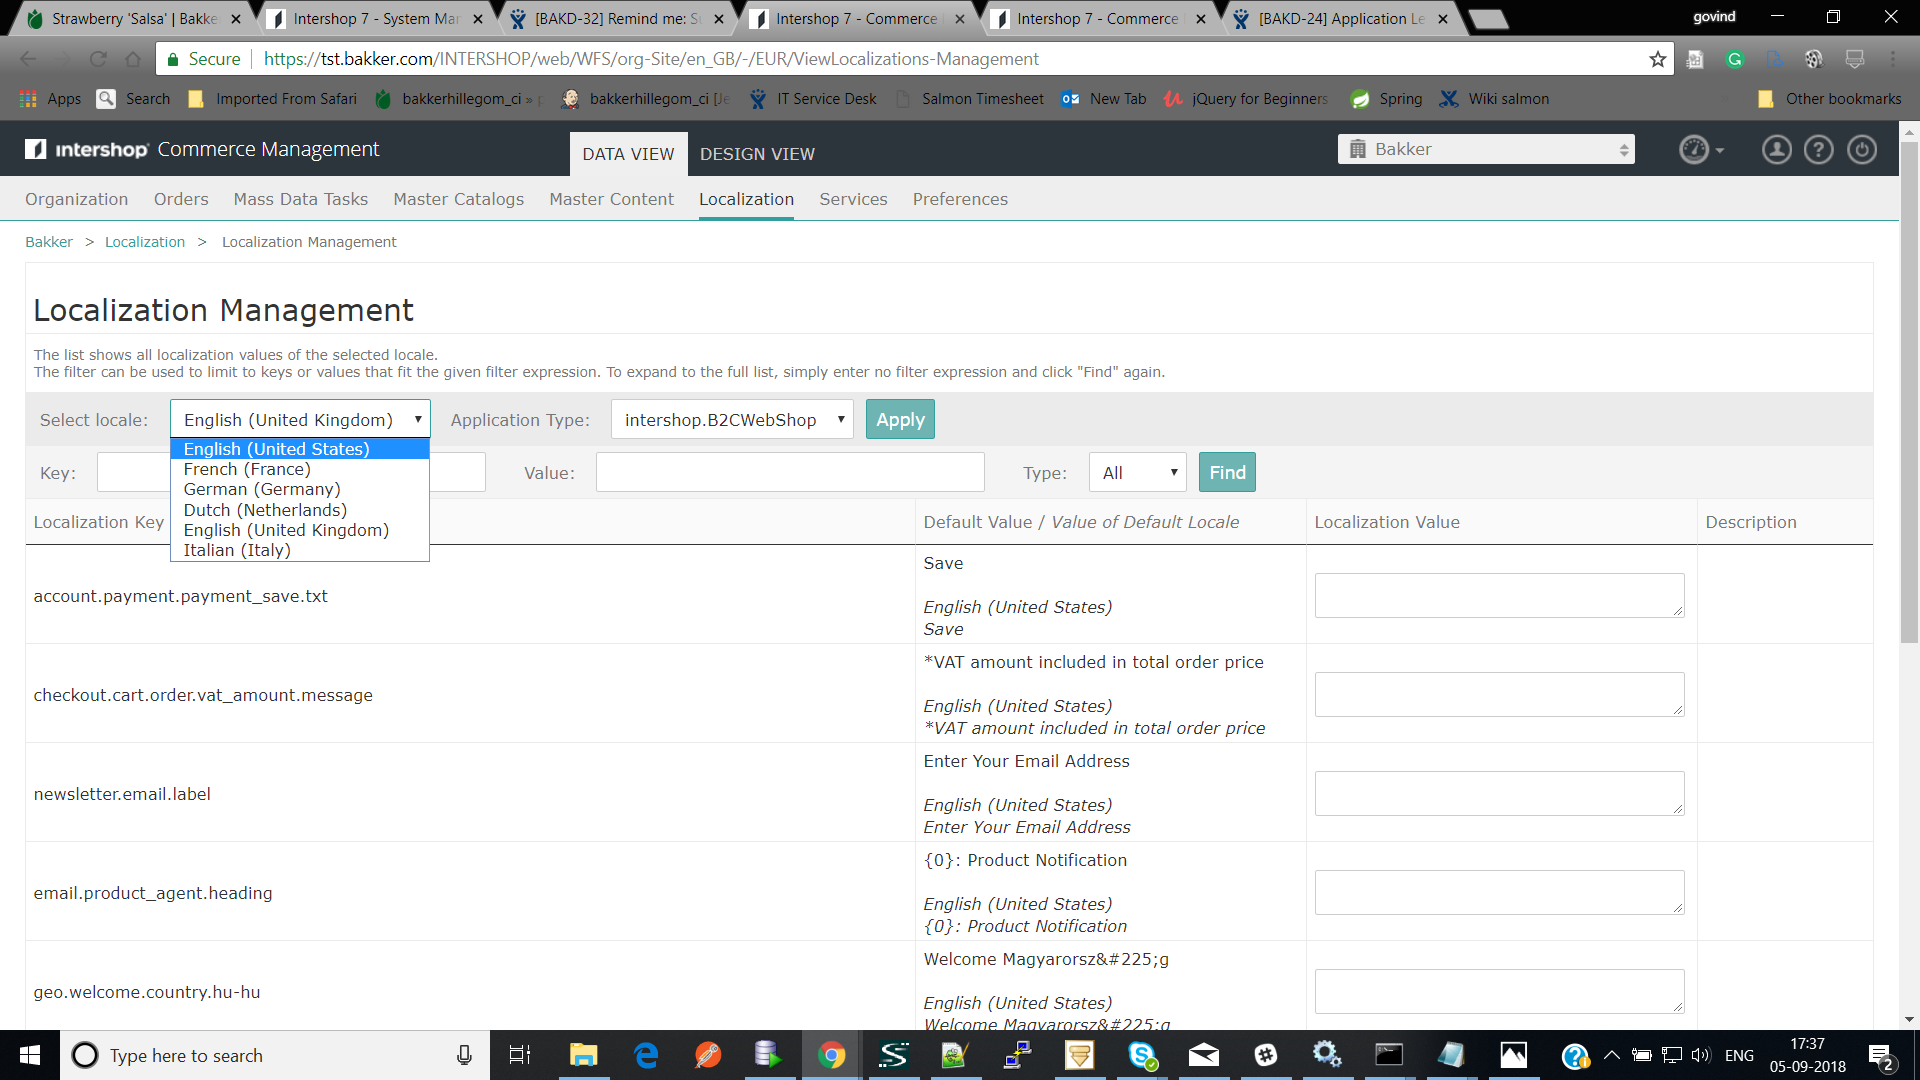 Strawberry 'Salsa' | Bakke
Intershop 7 - System Mar
[BAKD-32] Remind me: Su
Intershop 7 - Commerce
Intershop 7 - Commerce
[BAKD-24] Application Le
govind
Secure
https://tst.bakker.com/INTERSHOP/web/WFS/org-Site/en_GB/-/EUR/ViewLocalizations-Management
Apps
Search
Imported From Safari
bakkerhillegom_ci » p
bakkerhillegom_ci [Je
IT Service Desk
Salmon Timesheet
New Tab
jQuery for Beginners
Spring
Wiki salmon
Other bookmarks
intershop Commerce Management
DATA VIEW
DESIGN VIEW
Bakker
Organization
Orders
Mass Data Tasks
Master Catalogs
Master Content
Localization
Services
Preferences
Bakker > Localization > Localization Management
Localization Management
The list shows all localization values of the selected locale.
The filter can be used to limit to keys or values that fit the given filter expression. To expand to the full list, simply enter no filter expression and click "Find" again.
Select locale:
English (United Kingdom)
Application Type:
intershop.B2CWebShop
Apply
English (United States)
French (France)
German (Germany)
Dutch (Netherlands)
English (United Kingdom)
Italian (Italy)
Key:
Value:
Type:
All
Find
Localization Key
Default Value / Value of Default Locale
Localization Value
Description
account.payment.payment_save.txt
Save
English (United States)
Save
checkout.cart.order.vat_amount.message
*VAT amount included in total order price
English (United States)
*VAT amount included in total order price
newsletter.email.label
Enter Your Email Address
English (United States)
Enter Your Email Address
email.product_agent.heading
{0}: Product Notification
English (United States)
{0}: Product Notification
geo.welcome.country.hu-hu
Welcome Magyarorsz&#225;g
English (United States)
Welcome Magyarorsz&#225;g
Type here to search
ENG
17:37
05-09-2018
2